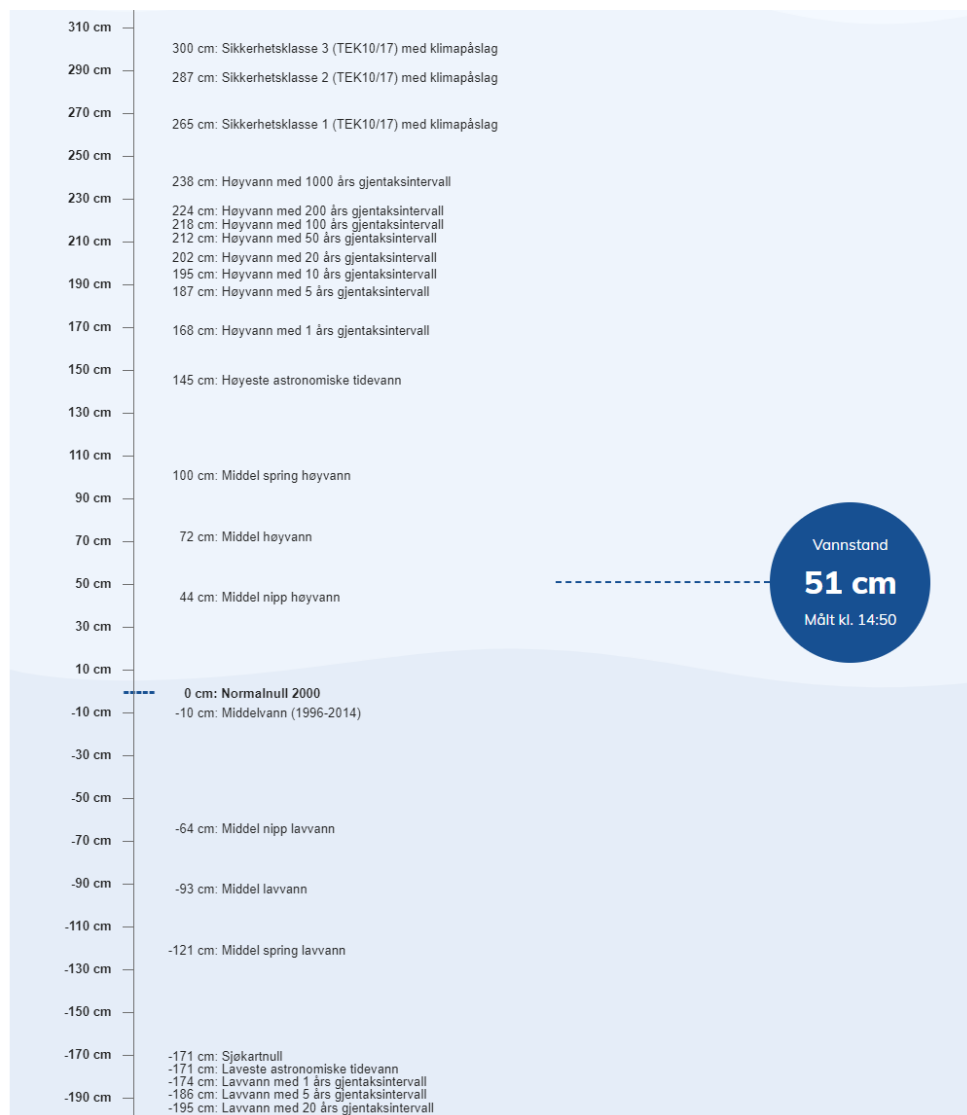 310 cm
300 cm: Sikkerhetsklasse 3 (TEK10/17) med klimapåslag
290 cm
287 cm: Sikkerhetsklasse 2 (TEK10/17) med klimapåslag
270 cm
265 cm: Sikkerhetsklasse 1 (TEK10/17) med klimapåslag
250 cm
238 cm: Høyvann med 1000 års gjentaksintervall
230 cm
224 cm: Høyvann med 200 års gjentaksintervall
218 cm: Høyvann med 100 års gjentaksintervall
212 cm: Høyvann med 50 års gjentaksintervall
210 cm
202 cm: Høyvann med 20 års gjentaksintervall
195 cm: Høyvann med 10 års gjentaksintervall
190 cm
187 cm: Høyvann med 5 års gjentaksintervall
170 cm
168 cm: Høyvann med 1 års gjentaksintervall
150 cm
145 cm: Høyeste astronomiske tidevann
130 cm
110 cm
100 cm: Middel spring høyvann
90 cm
72 cm: Middel høyvann
70 cm
Vannstand
51 cm
Målt kl. 14:50
50 cm
44 cm: Middel nipp høyvann
30 cm
10 cm
0 cm: Normalnull 2000
-10 cm
-10 cm: Middelvann (1996-2014)
-30 cm
-50 cm
-64 cm: Middel nipp lavvann
-70 cm
-90 cm
-93 cm: Middel lavvann
-110 cm
-121 cm: Middel spring lavvann
-130 cm
-150 cm
-170 cm
-171 cm: Sjøkartnull
-171 cm: Laveste astronomiske tidevann
-174 cm: Lavvann med 1 års gjentaksintervall
-186 cm: Lavvann med 5 års gjentaksintervall
-190 cm
-195 cm: Lavvann med 20 års gjentaksintervall